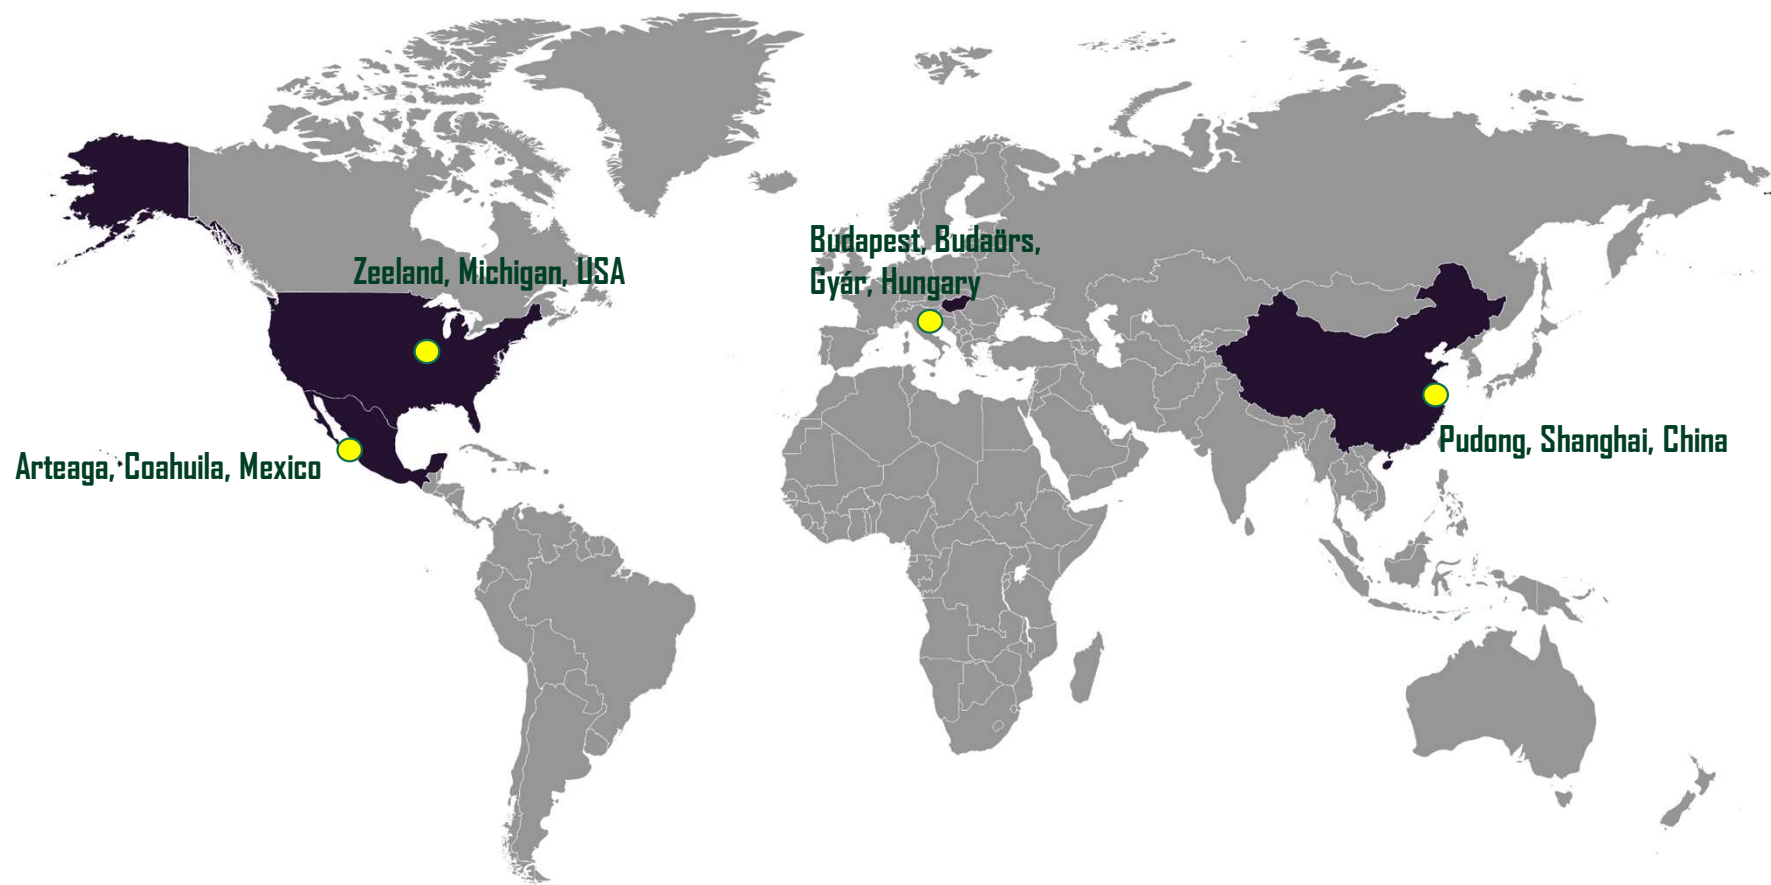 Budapest, Budaörs,
Gyár, Hungary
Zeeland, Michigan, USA
Pudong, Shanghai, China
Arteaga, Coahuila, Mexico